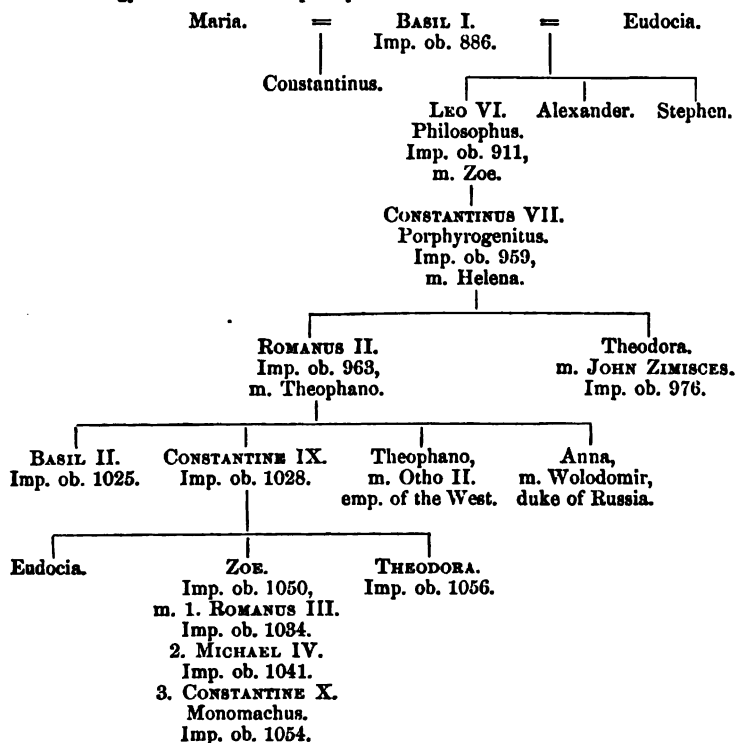 Maria. = BASIL I. = Eudocia.
Imp. ob. 886.
Constantinus.
LEO VI. Alexander. Stephen.
Philosophus.
Imp. ob. 911,
m. Zoe.
CONSTANTINUS VII.
Porphyrogenitus.
Imp. ob. 959,
m. Helena.
ROMANUS II. Theodora.
Imp. ob. 963, m. JOHN ZIMISCES.
m. Theophano. Imp. ob. 976.
BASIL II. CONSTANTINE IX. Theophano, Anna,
Imp. ob. 1025. Imp. ob. 1028. m. Otho II. m. Wolodomir,
emp. of the West. duke of Russia.
Eudocia. ZOE. THEODORA.
Imp. ob. 1050, Imp. ob. 1056.
m. 1. ROMANUS III.
Imp. ob. 1034.
2. MICHAEL IV.
Imp. ob. 1041.
3. CONSTANTINE X.
Monomachus.
Imp. ob. 1054.